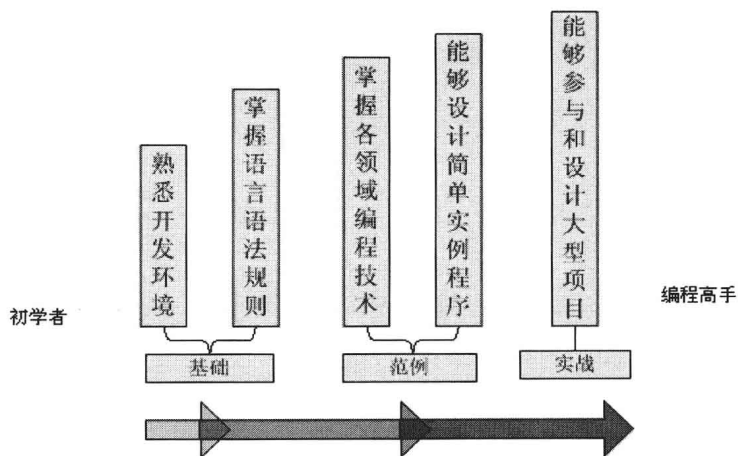 初学者
熟悉开发环境
掌握语言语法规则
基础
掌握各领域编程技术
能够设计简单实例程序
范例
能够参与和设计大型项目
实战
编程高手